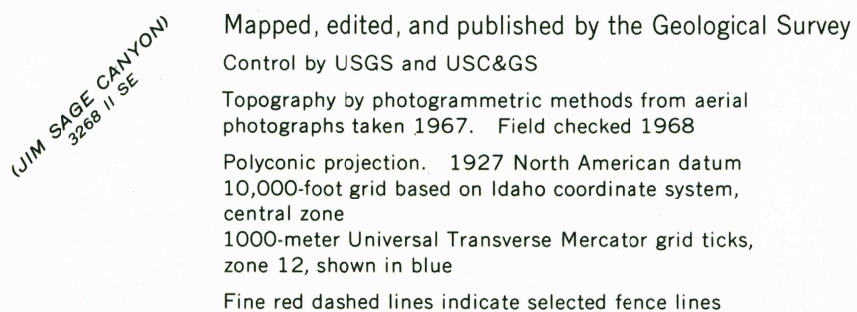 (JIM SAGE CANYON)
3268 II SE
Mapped, edited, and published by the Geological Survey
Control by USGS and USC&GS
Topography by photogrammetric methods from aerial
photographs taken 1967. Field checked 1968
Polyconic projection. 1927 North American datum
10,000-foot grid based on Idaho coordinate system,
central zone
1000-meter Universal Transverse Mercator grid ticks,
zone 12, shown in blue
Fine red dashed lines indicate selected fence lines